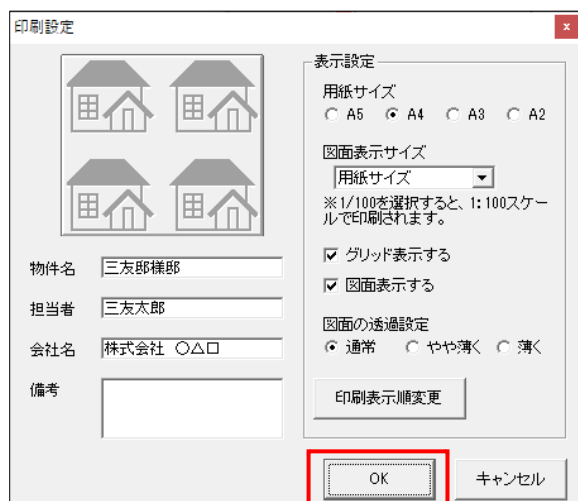 印刷設定
x
表示設定
用紙サイズ
A5 A4 A3 A2
図面表示サイズ
用紙サイズ
※1/100を選択すると、1:100スケー
ルで印刷されます。
グリッド表示する
図面表示する
図面の透過設定
通常 やや薄く 薄く
印刷表示順変更
物件名 三友邸様邸
担当者 三友太郎
会社名 株式会社 〇△□
備考
OK キャンセル